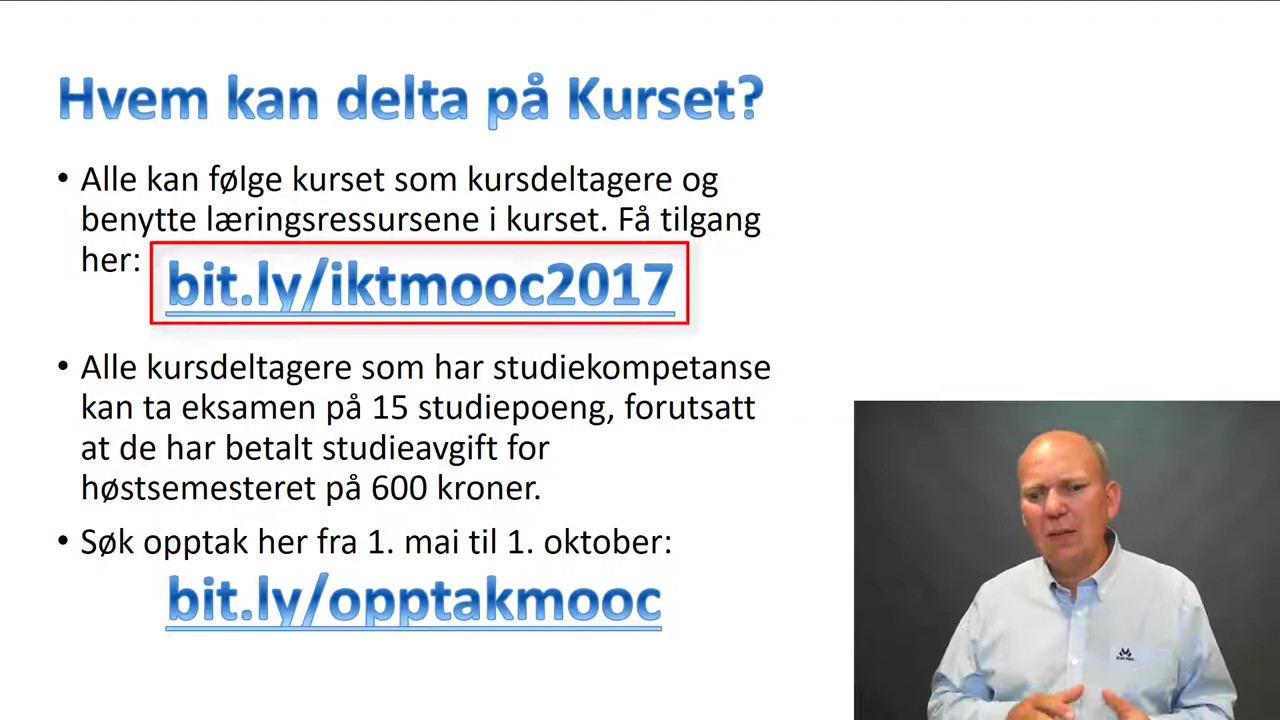 Hvem kan delta på Kurset?
• Alle kan følge kurset som kursdeltagere og
benytte læringsressursene i kurset. Få tilgang
her: bit.ly/iktmooc2017
• Alle kursdeltagere som har studiekompetanse
kan ta eksamen på 15 studiepoeng, forutsatt
at de har betalt studieavgift for
høstsemesteret på 600 kroner.
• Søk opptak her fra 1. mai til 1. oktober:
bit.ly/opptakmooc